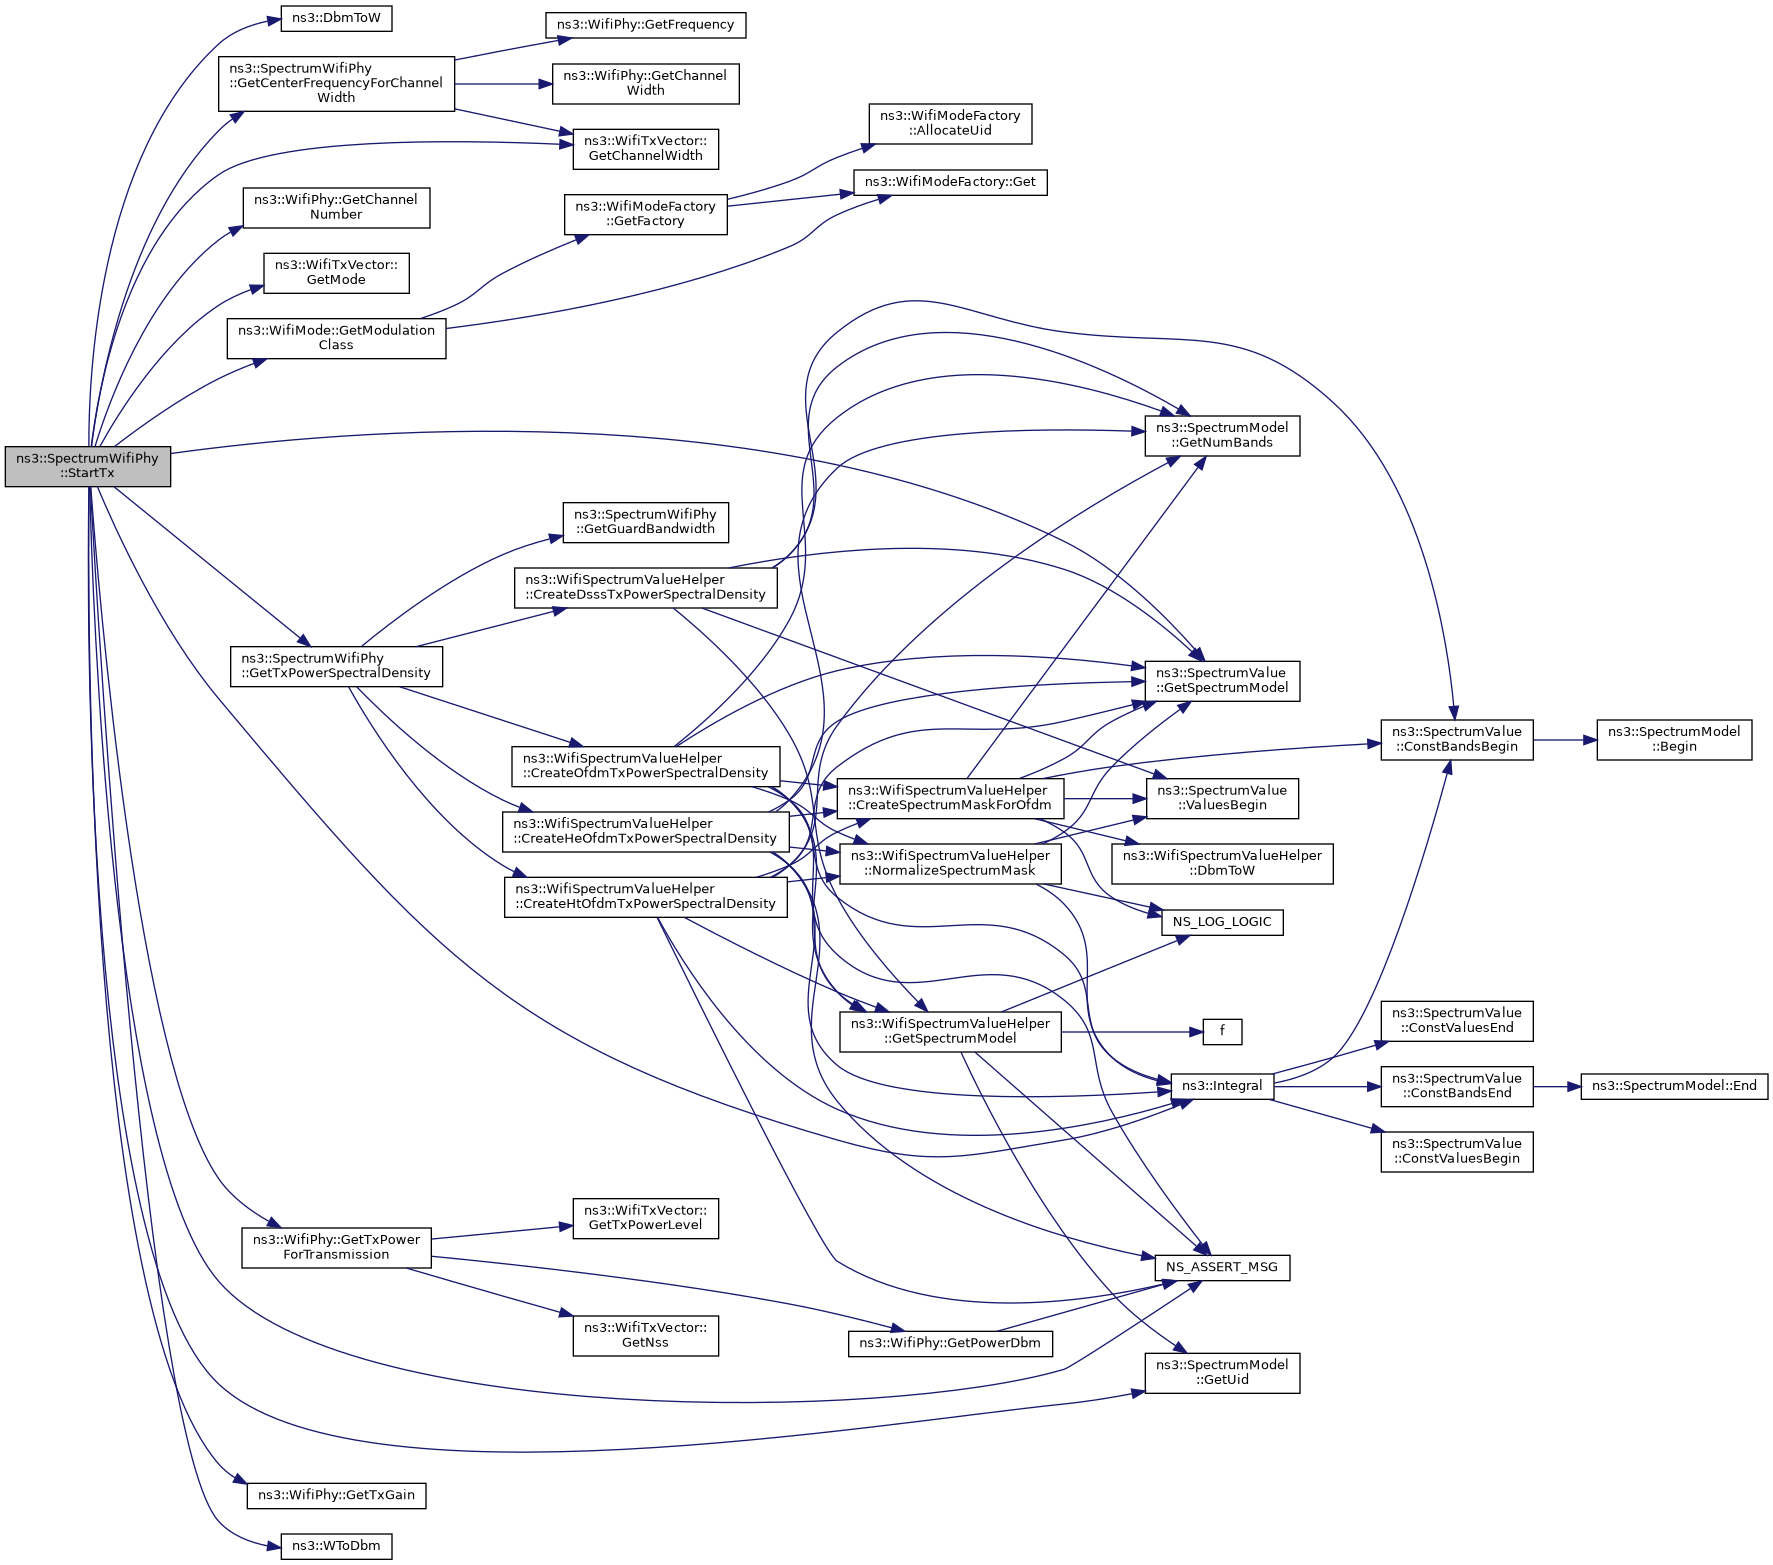 ns3::SpectrumWifiPhy
::StartTx
ns3::DbmToW
ns3::SpectrumWifiPhy
::GetCenterFrequencyForChannel
Width
ns3::WifiPhy::GetChannel
Number
ns3::WifiTxVector::
GetMode
ns3::WifiMode::GetModulation
Class
ns3::SpectrumWifiPhy
::GetTxPowerSpectralDensity
ns3::WifiPhy::GetTxPower
ForTransmission
ns3::WifiPhy::GetTxGain
ns3::WToDbm
ns3::WifiPhy::GetFrequency
ns3::WifiPhy::GetChannel
Width
ns3::WifiTxVector::
GetChannelWidth
ns3::WifiModeFactory
::GetFactory
ns3::SpectrumWifiPhy
::GetGuardBandwidth
ns3::WifiSpectrumValueHelper
::CreateDsssTxPowerSpectralDensity
ns3::WifiSpectrumValueHelper
::CreateOfdmTxPowerSpectralDensity
ns3::WifiSpectrumValueHelper
::CreateHeOfdmTxPowerSpectralDensity
ns3::WifiSpectrumValueHelper
::CreateHtOfdmTxPowerSpectralDensity
ns3::WifiTxVector::
GetTxPowerLevel
ns3::WifiTxVector::
GetNss
ns3::WifiModeFactory
::AllocateUid
ns3::WifiModeFactory::Get
ns3::WifiSpectrumValueHelper
::CreateSpectrumMaskForOfdm
ns3::WifiSpectrumValueHelper
::NormalizeSpectrumMask
ns3::WifiSpectrumValueHelper
::GetSpectrumModel
ns3::WifiPhy::GetPowerDbm
ns3::SpectrumModel
::GetNumBands
ns3::SpectrumValue
::GetSpectrumModel
ns3::SpectrumValue
::ValuesBegin
ns3::WifiSpectrumValueHelper
::DbmToW
NS_LOG_LOGIC
f
ns3::Integral
NS_ASSERT_MSG
ns3::SpectrumModel
::GetUid
ns3::SpectrumValue
::ConstBandsBegin
ns3::SpectrumValue
::ConstValuesEnd
ns3::SpectrumValue
::ConstBandsEnd
ns3::SpectrumValue
::ConstValuesBegin
ns3::SpectrumModel
::Begin
ns3::SpectrumModel::End